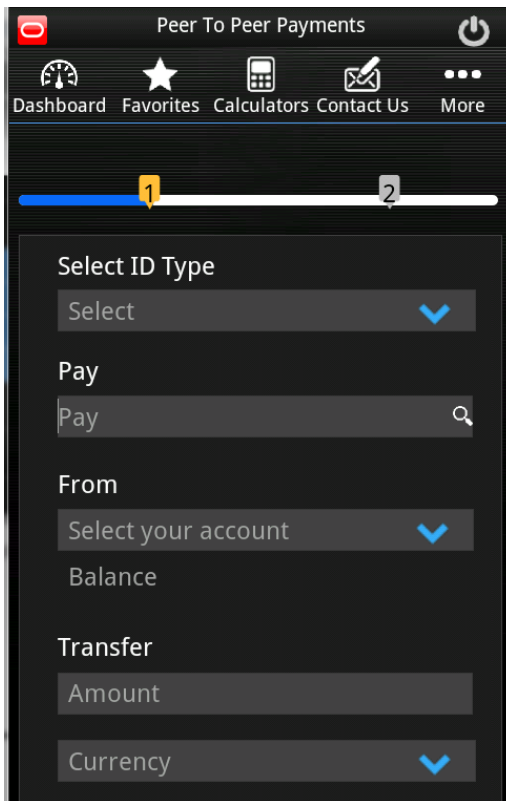 Peer To Peer Payments
Dashboard Favorites Calculators Contact Us More
1 2
Select ID Type
Select
Pay
Pay
From
Select your account
Balance
Transfer
Amount
Currency